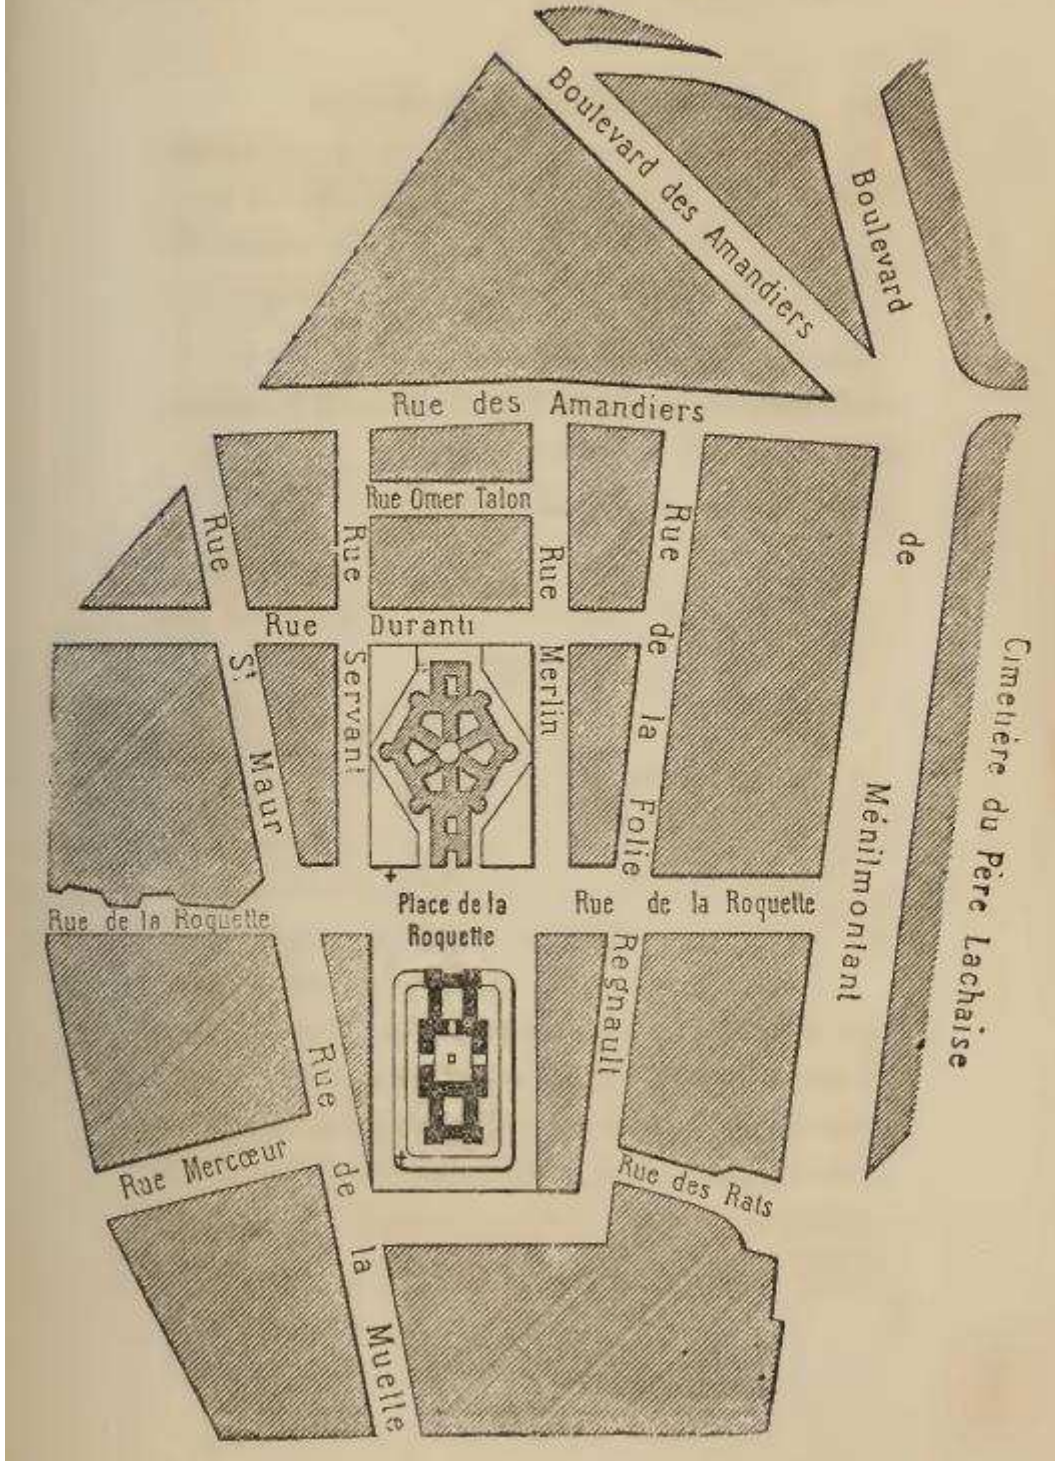 Boulevard des Amandiers
Boulevard de Ménilmontant
Rue des Amandiers
Rue Omer Talon
Rue St Maur
Rue Servant
Rue Merlin
Rue de la Folie Regnault
Rue Duranti
Cimetière du Père Lachaise
Rue de la Roquette
Place de la
Roquette
Rue de la Roquette
Rue Mercœur
Rue de la Muette
Rue des Rats